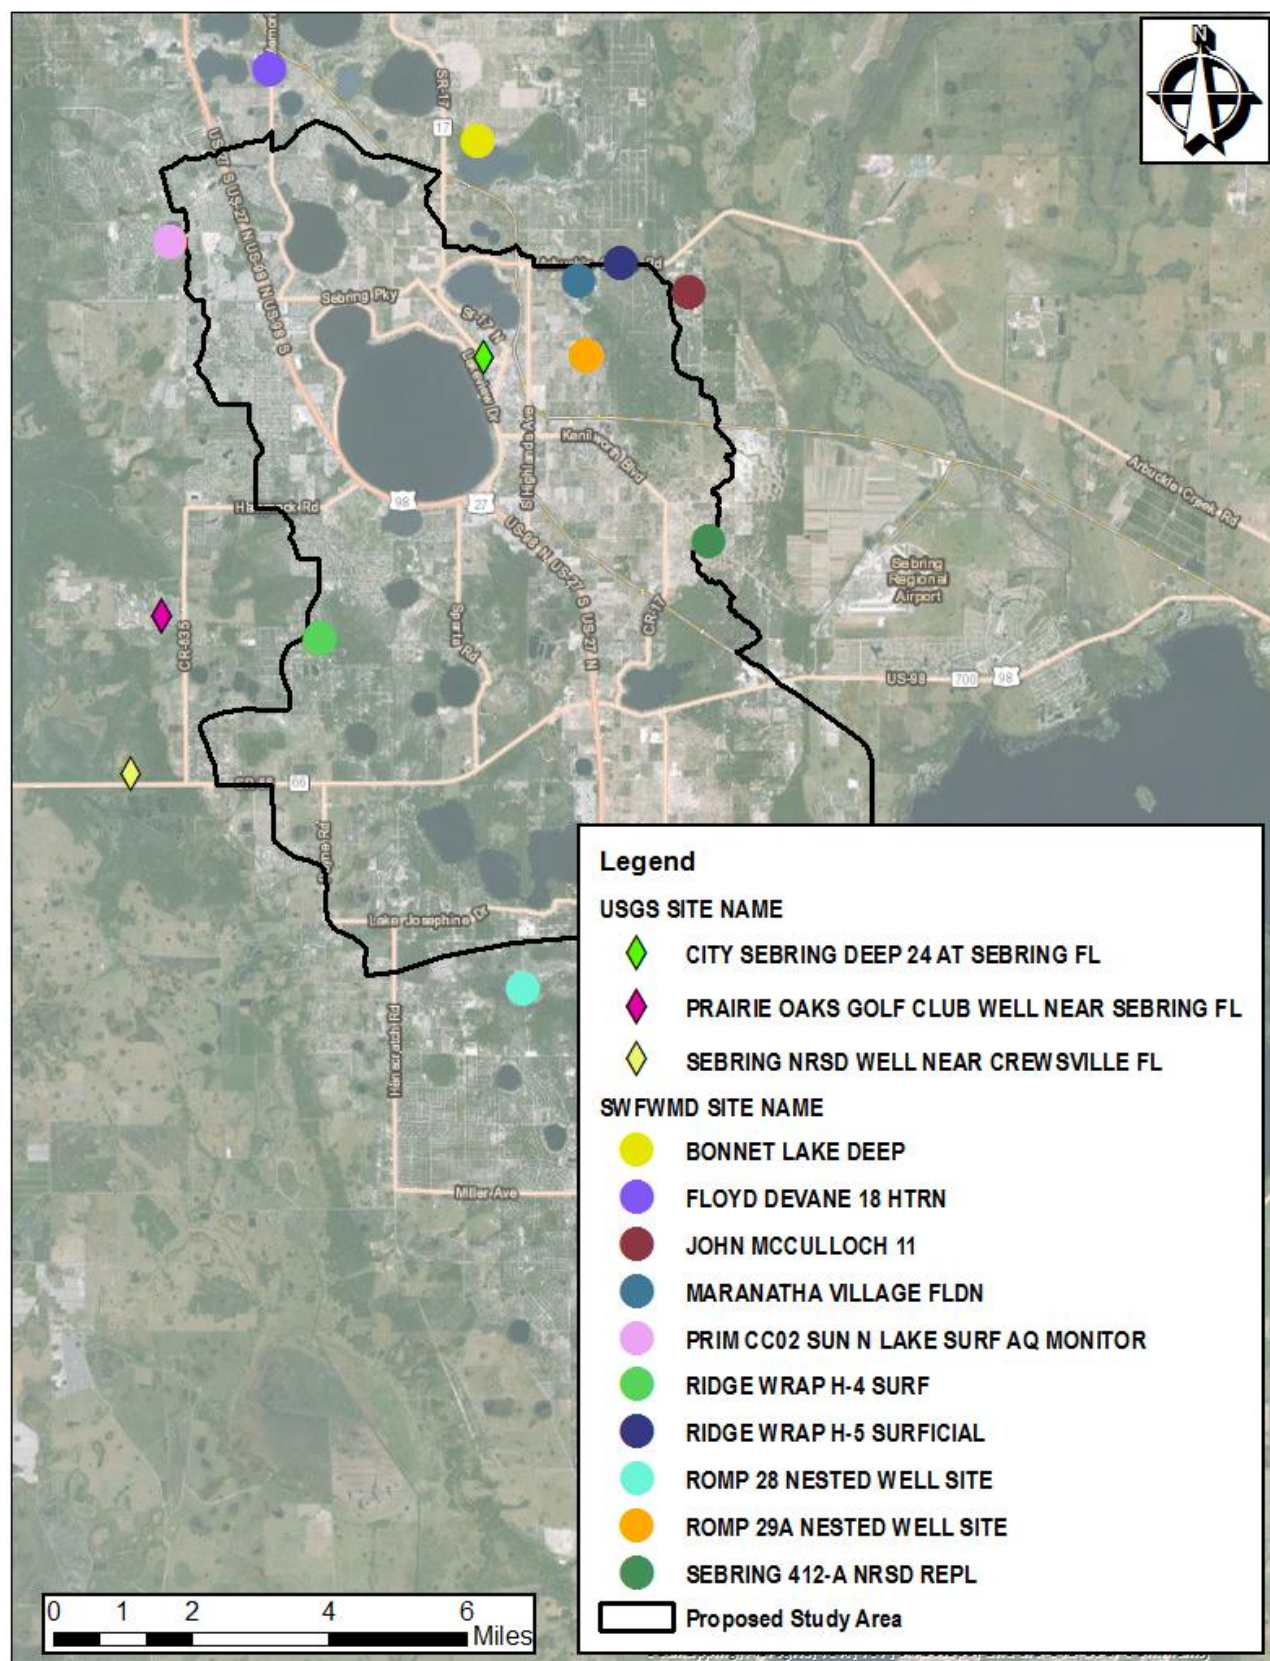 N
SR-17
17
US-27 S US-27 N US-98 N US-98 S
Rd
Sebring Pky
SR-17 N
Lakeview Dr
S Highlands Ave
Kenilworth Blvd
Arbuckle Creek Rd
98
27
Rd
US-98 N US-27 S US-27 N
Sebring
Regional
Airport
CR-17
CR-635
Sparta Rd
US-98
700
98
66
Rd
Lake Josephine Dr
Miller Ave
Legend
USGS SITE NAME
CITY SEBRING DEEP 24 AT SEBRING FL
PRAIRIE OAKS GOLF CLUB WELL NEAR SEBRING FL
SEBRING NRSD WELL NEAR CREWSVILLE FL
SWFWMD SITE NAME
BONNET LAKE DEEP
FLOYD DEVANE 18 HTRN
JOHN MCCULLOCH 11
MARANATHA VILLAGE FLDN
PRIM CC02 SUN N LAKE SURF AQ MONITOR
RIDGE WRAP H-4 SURF
RIDGE WRAP H-5 SURFICIAL
ROMP 28 NESTED WELL SITE
ROMP 29A NESTED WELL SITE
SEBRING 412-A NRSD REPL
Proposed Study Area
0 1 2 4 6
Miles